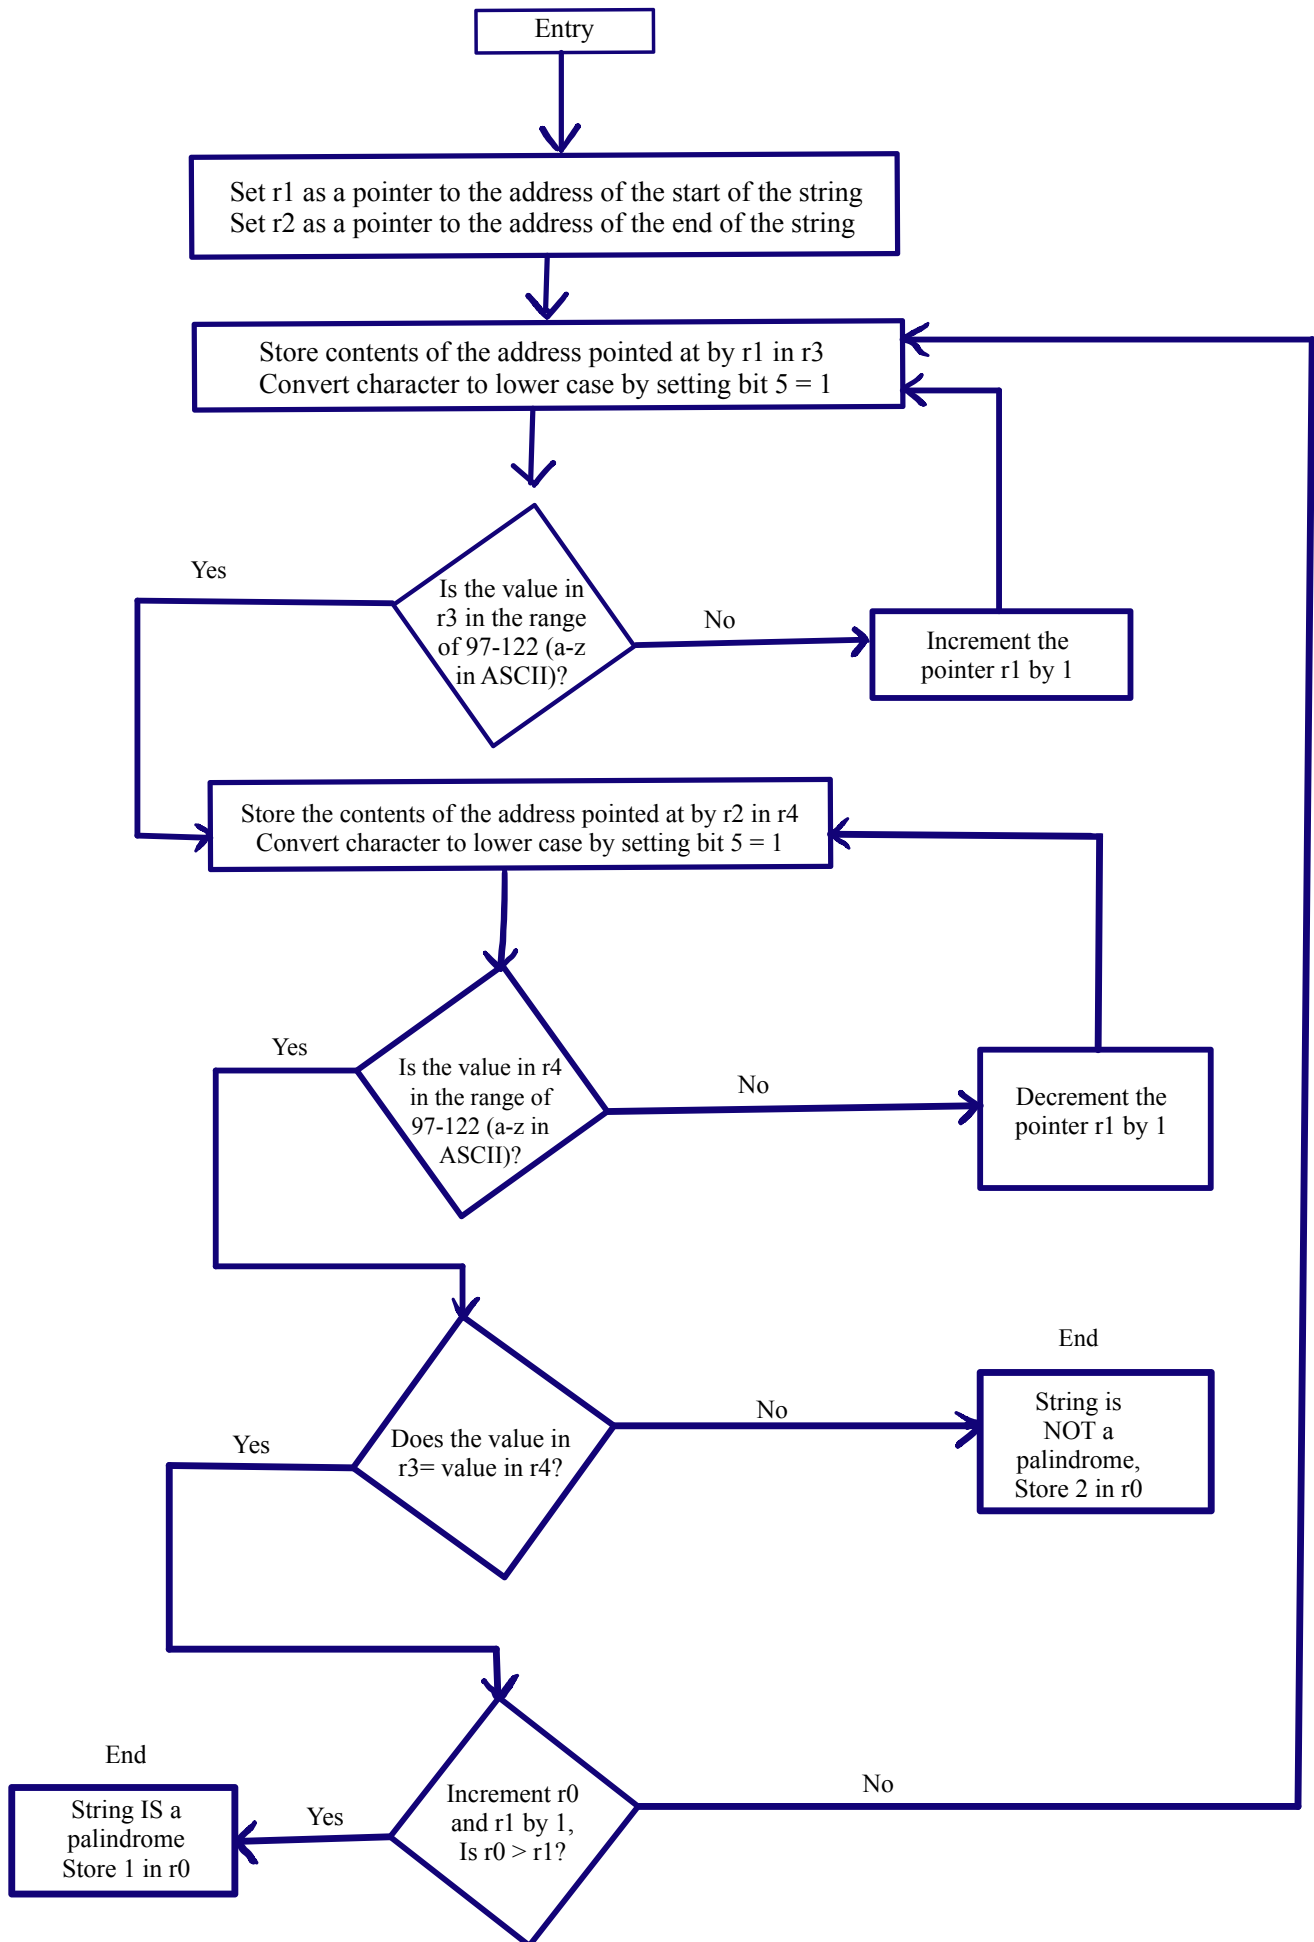 Entry
Set r1 as a pointer to the address of the start of the string
Set r2 as a pointer to the address of the end of the string
Store contents of the address pointed at by r1 in r3
Convert character to lower case by setting bit 5 = 1
Yes
Is the value in
r3 in the range
of 97-122 (a-z
in ASCII)?
No
Increment the
pointer r1 by 1
Store the contents of the address pointed at by r2 in r4
Convert character to lower case by setting bit 5 = 1
Yes
Is the value in r4
in the range of
97-122 (a-z in
ASCII)?
No
Decrement the
pointer r1 by 1
Yes
Does the value in
r3= value in r4?
No
End
String is
NOT a
palindrome,
Store 2 in r0
End
String IS a
palindrome
Store 1 in r0
Yes
Increment r0
and r1 by 1,
Is r0 > r1?
No